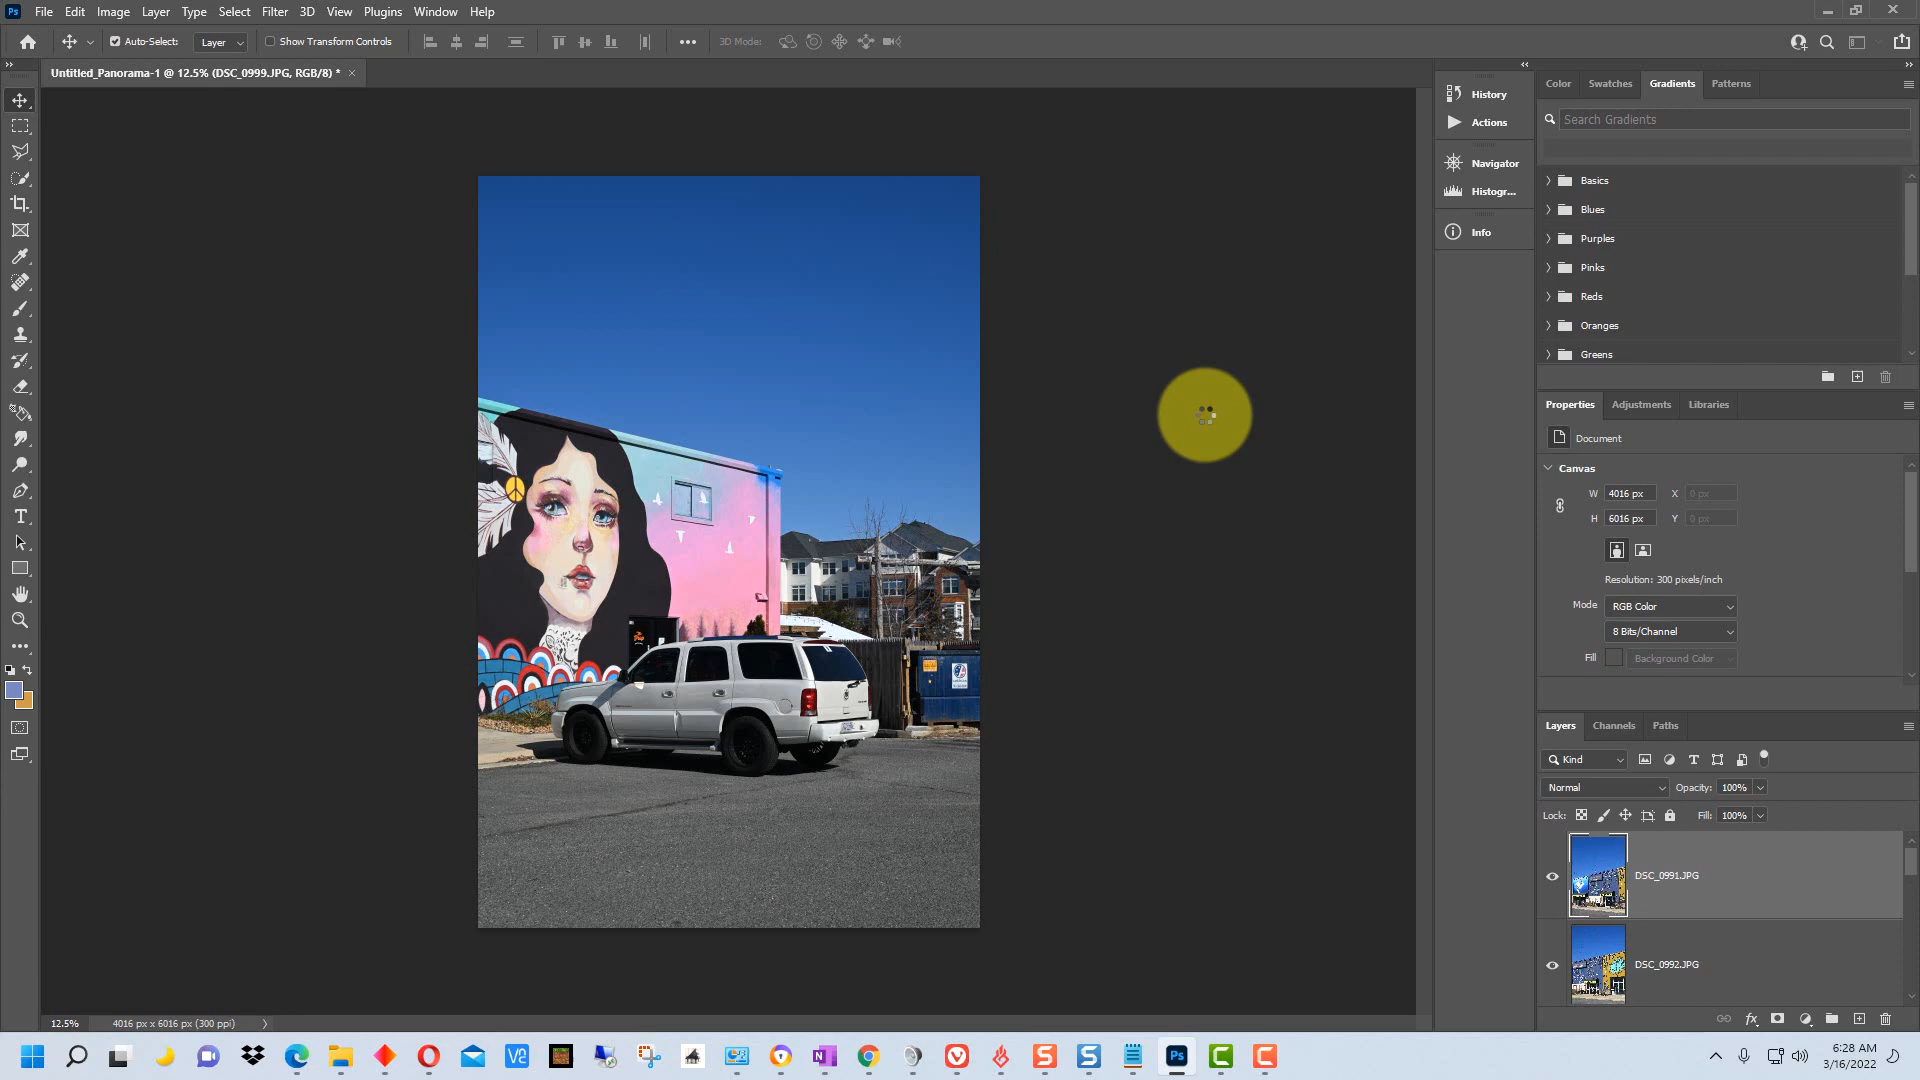 Ps File Edit Image Layer Type Select Filter 3D View Plugins Window Help
Auto-Select: Layer Show Transform Controls 3D Mode:
Untitled_Panorama-1 @ 12.5% (DSC_0999.JPG, RGB/8) * ×
History
Actions
Navigator
Histogr...
Info
Color Swatches Gradients Patterns
Search Gradients
Basics
Blues
Purples
Pinks
Reds
Oranges
Greens
Properties Adjustments Libraries
Document
Canvas
W 4016 px X 0 px
H 6016 px Y 0 px
Resolution: 300 pixels/inch
Mode RGB Color
8 Bits/Channel
Fill Background Color
Layers Channels Paths
Kind
Normal Opacity: 100%
Lock: Fill: 100%
DSC_0991.JPG
DSC_0992.JPG
12.5% 4016 px x 6016 px (300 ppi)
6:28 AM
3/16/2022